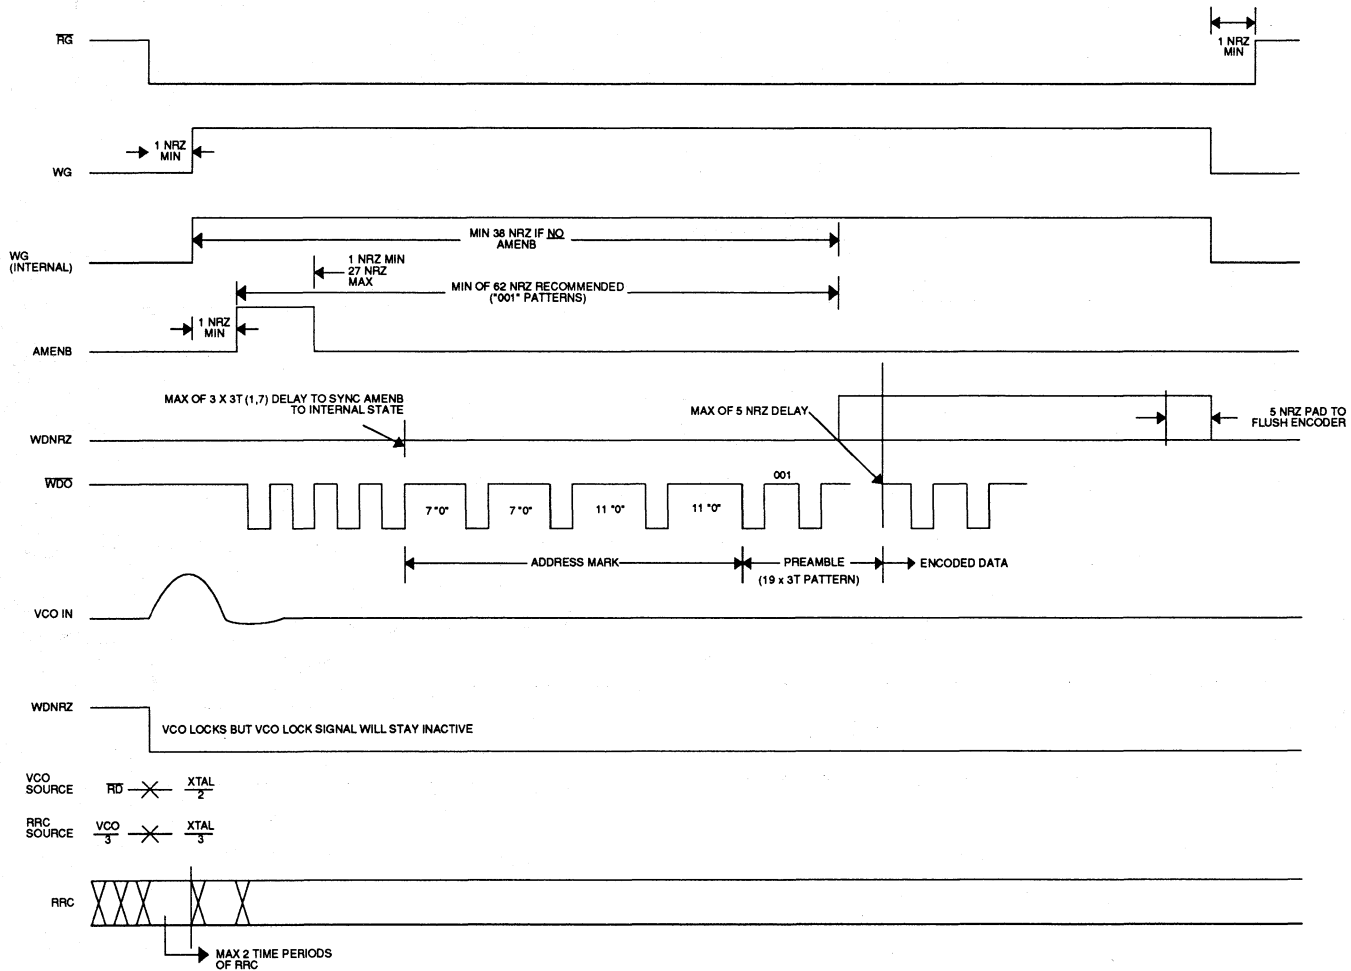 RG
1 NRZ
MIN
1 NRZ
MIN
WG
MIN 38 NRZ IF NO
AMENB
WG
(INTERNAL)
1 NRZ MIN
27 NRZ
MAX
MIN OF 62 NRZ RECOMMENDED
("001" PATTERNS)
1 NRZ
MIN
AMENB
MAX OF 3 X 3T (1,7) DELAY TO SYNC AMENB
TO INTERNAL STATE
MAX OF 5 NRZ DELAY
5 NRZ PAD TO
FLUSH ENCODER
WDNRZ
WDO
001
7 "0"
7 "0"
11 "0"
11 "0"
ADDRESS MARK
PREAMBLE
(19 x 3T PATTERN)
ENCODED DATA
VCO IN
WDNRZ
VCO LOCKS BUT VCO LOCK SIGNAL WILL STAY INACTIVE
VCO
SOURCE
RD
XTAL
2
RRC
SOURCE
VCO
3
XTAL
3
RRC
MAX 2 TIME PERIODS
OF RRC